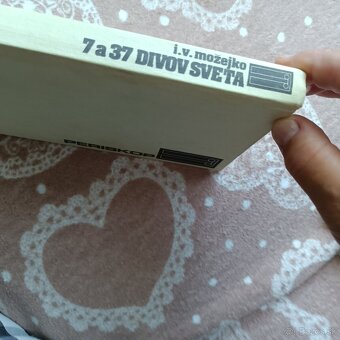 i.v. možejko
7 a 37 DIVOV SVETA
PERISKOP